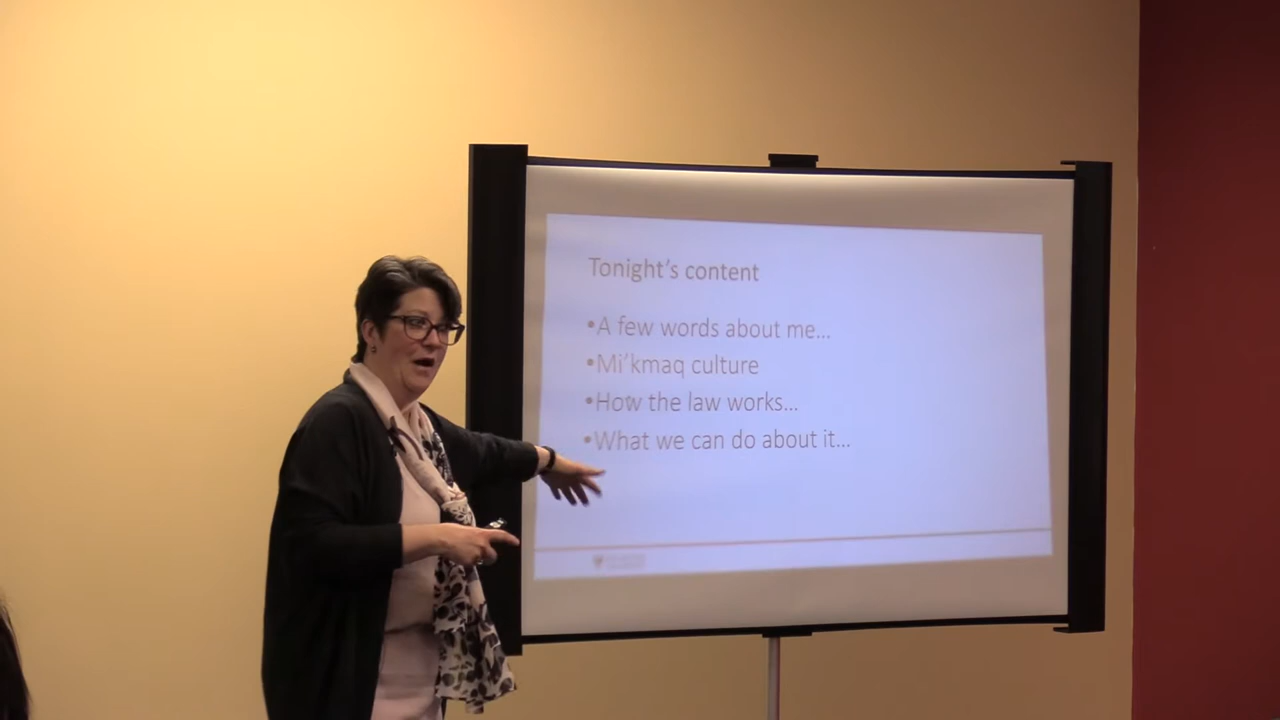 Tonight's content
•A few words about me...
•Mi'kmaq culture
•How the law works...
•What we can do about it...